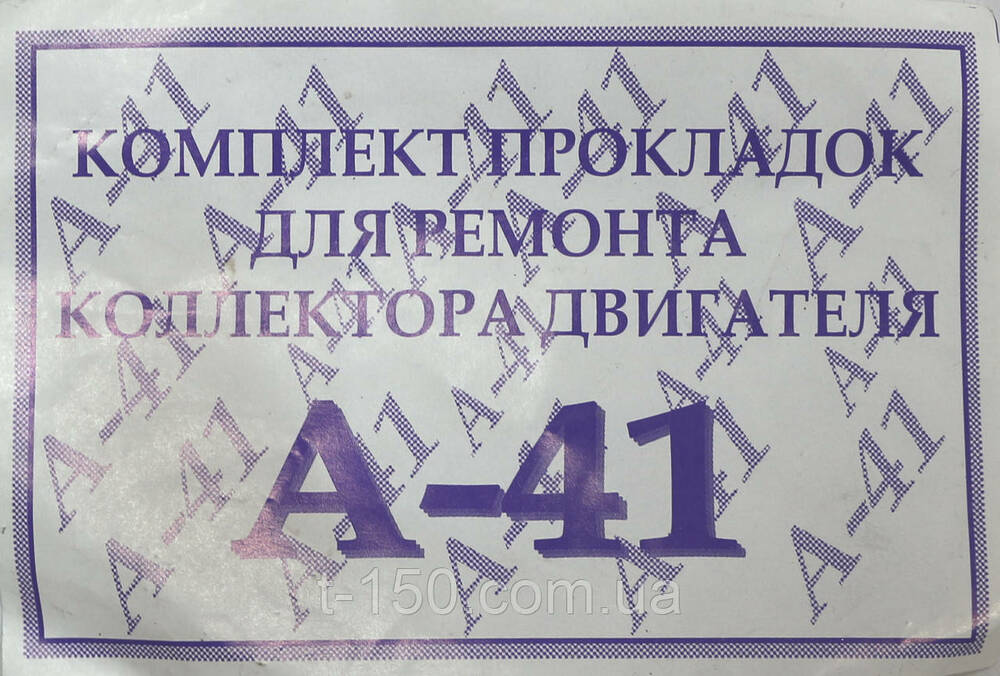 КОМПЛЕКТ ПРОКЛАДОК
ДЛЯ РЕМОНТА
КОЛЛЕКТОРА ДВИГАТЕЛЯ
А-41
t-150.com.ua